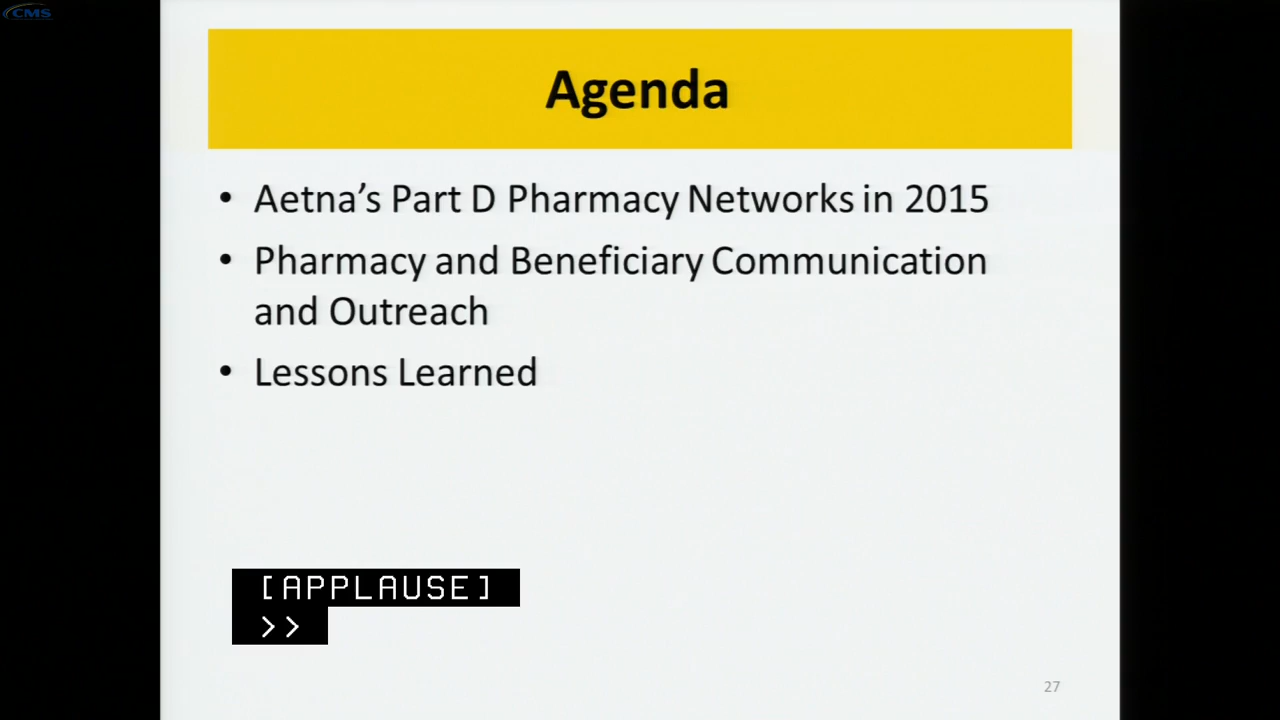 CMS
Agenda
• Aetna's Part D Pharmacy Networks in 2015
• Pharmacy and Beneficiary Communication
and Outreach
• Lessons Learned
[APPLAUSE]
>>
27